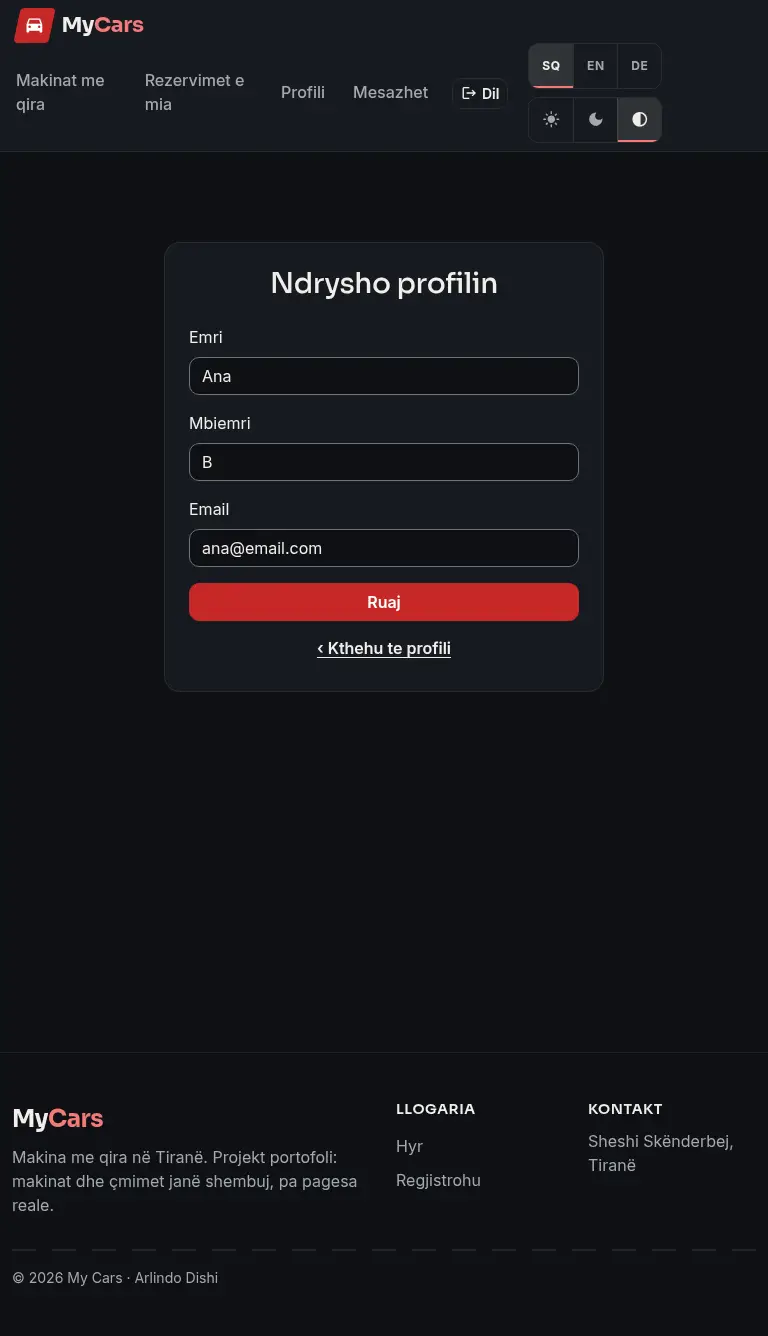 MyCars
Makinat me
qira
Rezervimet e
mia
Profili
Mesazhet
Dil
SQ
EN
DE
Ndrysho profilin
Emri
Ana
Mbiemri
B
Email
ana@email.com
Ruaj
‹ Kthehu te profili
MyCars
Makina me qira në Tiranë. Projekt portofoli:
makinat dhe çmimet janë shembuj, pa pagesa
reale.
LLOGARIA
Hyr
Regjistrohu
KONTAKT
Sheshi Skënderbej,
Tiranë
© 2026 My Cars · Arlindo Dishi